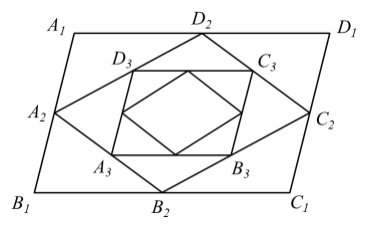 A₁ D₂ D₁
D₃ C₃
A₂ C₂
A₃ B₃
B₁ B₂ C₁